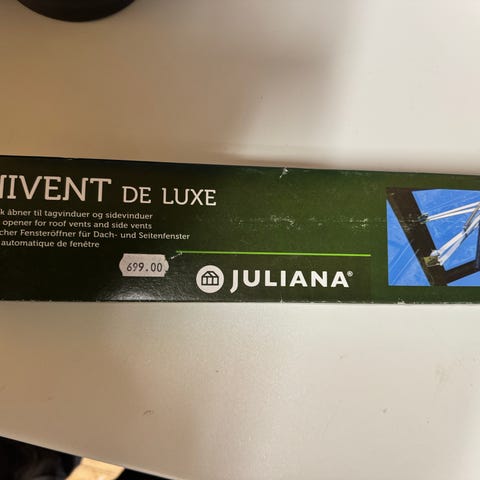 NIVENT DE LUXE
k åbner til tagvinduer og sidevinduer
opener for roof vents and side vents
cher Fensteröffner für Dach- und Seitenfenster
automatique de fenêtre
699.00
JULIANA®